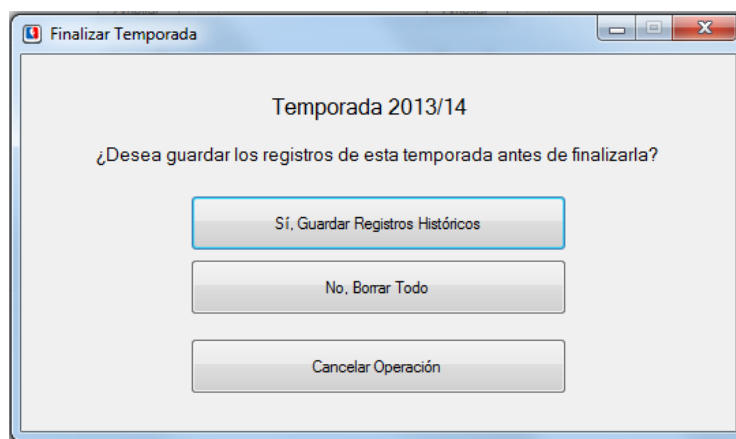 Finalizar Temporada
Temporada 2013/14
¿Desea guardar los registros de esta temporada antes de finalizarla?
Sí, Guardar Registros Históricos
No, Borrar Todo
Cancelar Operación